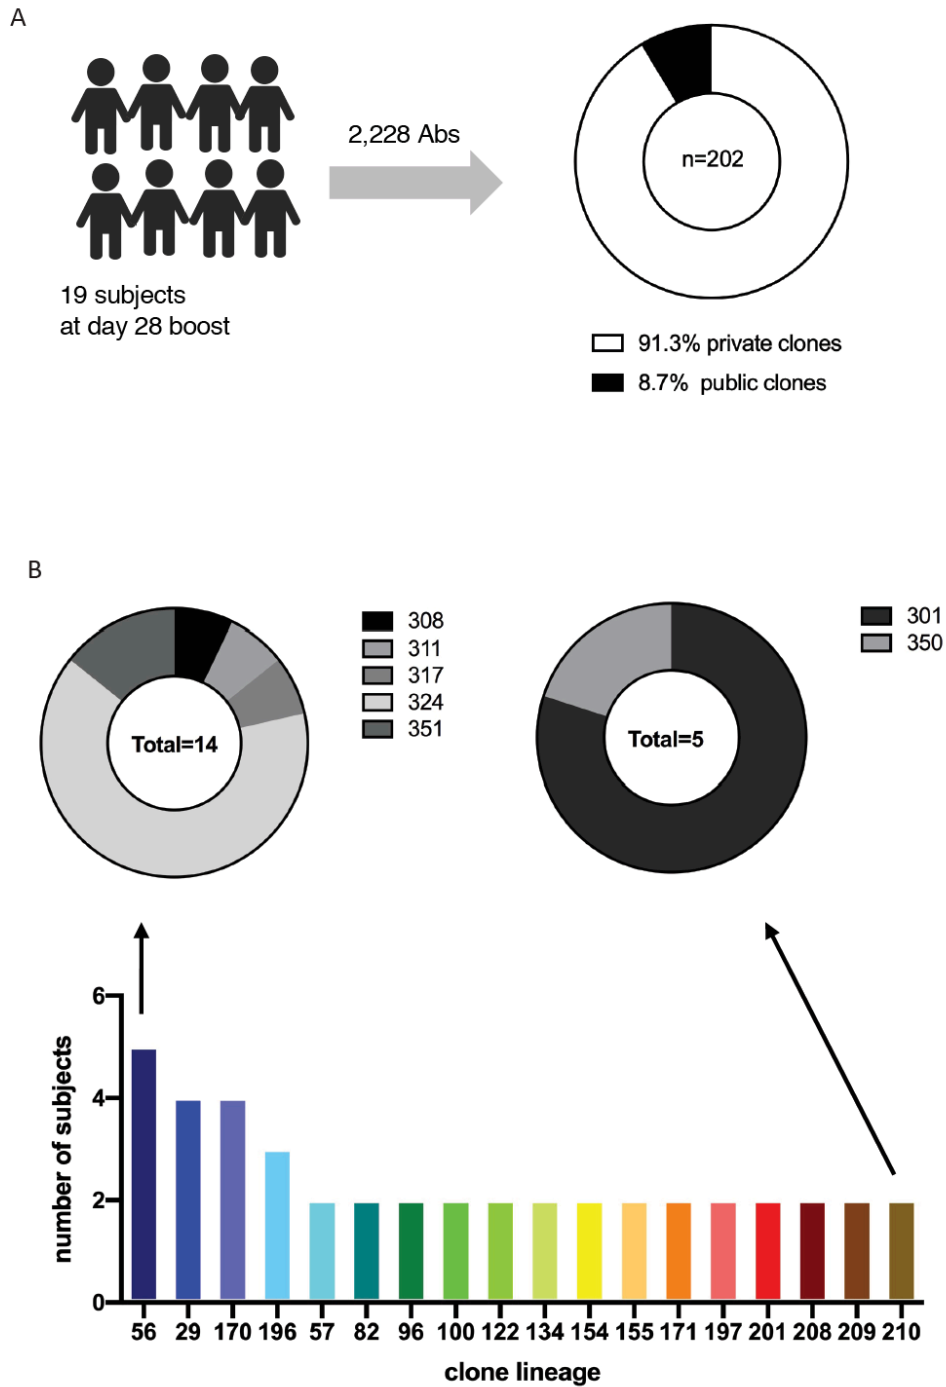 A
2,228 Abs
n=202
19 subjects
at day 28 boost
91.3% private clones
8.7% public clones
B
308
311
317
324
351
Total=14
301
350
Total=5
6
4
2
0
number of subjects
56 29 170 196 57 82 96 100 122 134 154 155 171 197 201 208 209 210
clone lineage